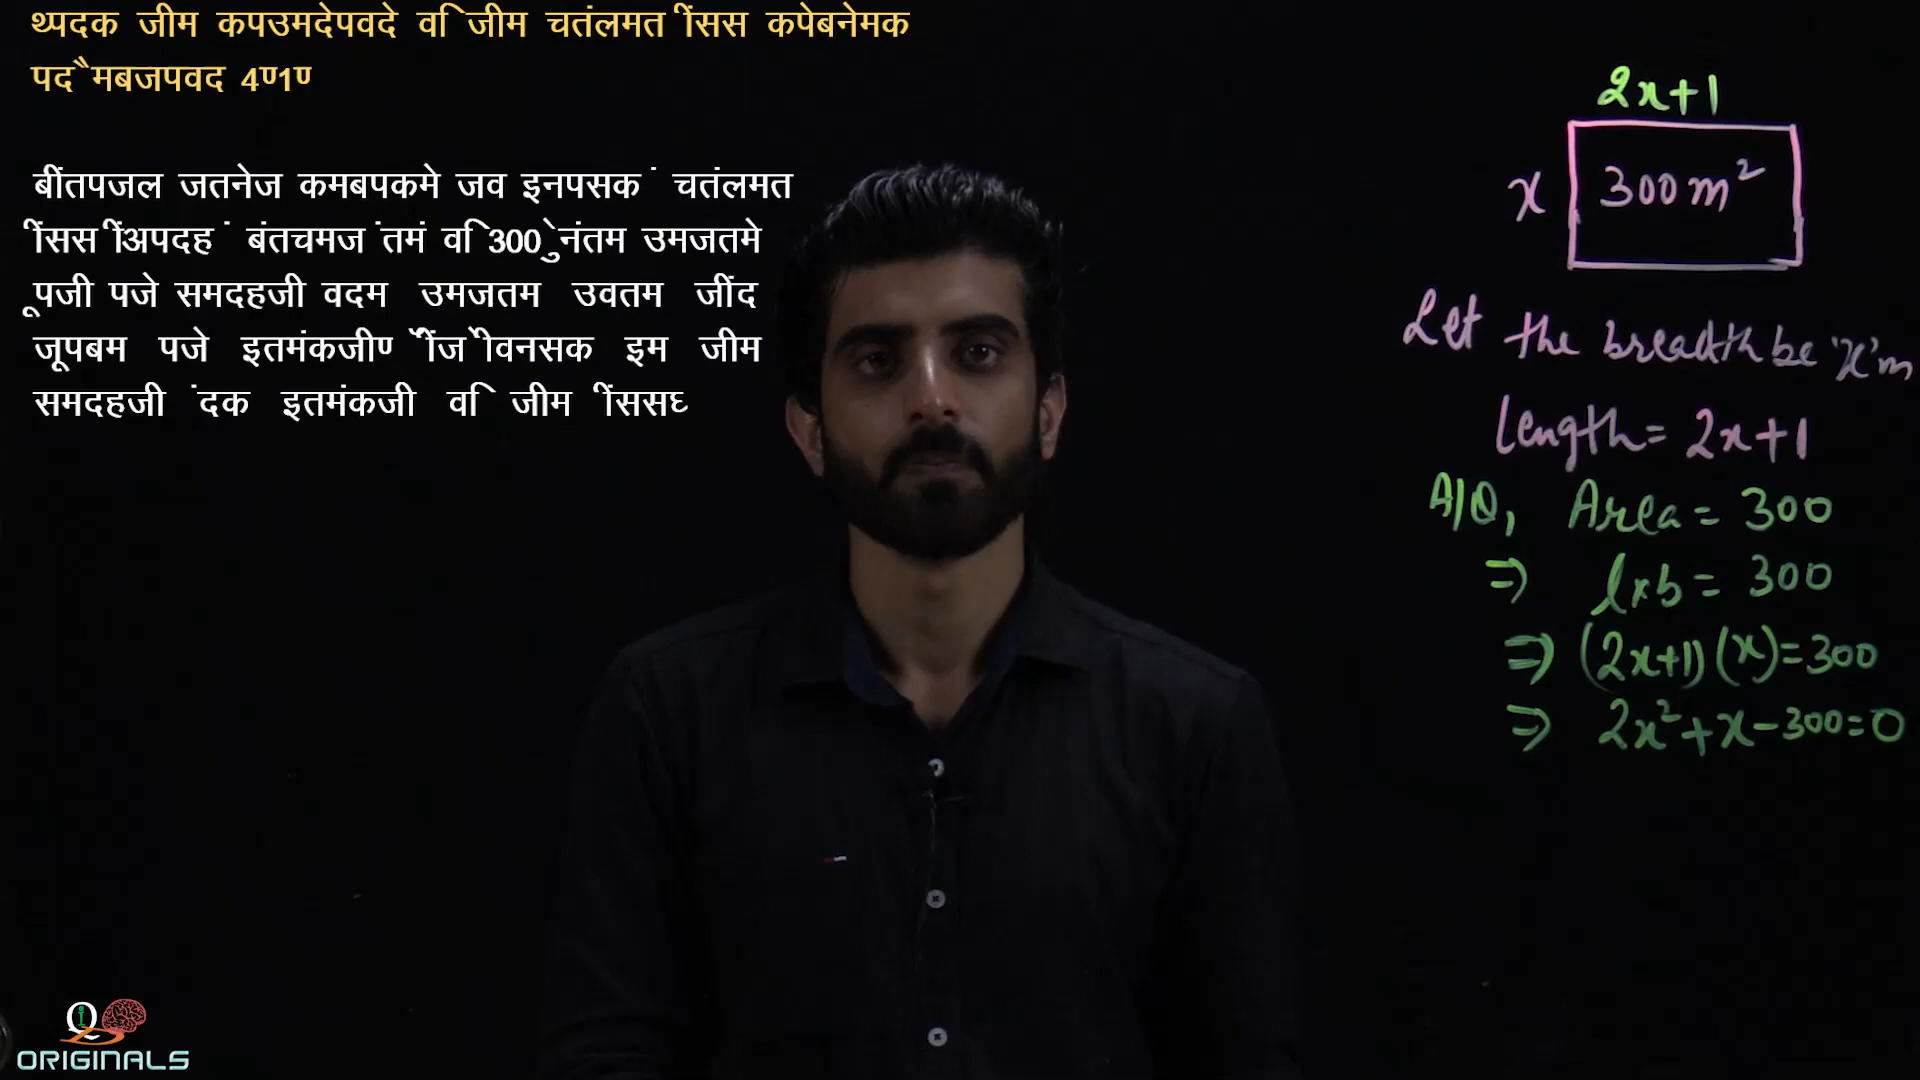 थ्पदक जीम कपउमदेपवदे वि जीम चतंलमत ींसस कपेबनेमक
पद ैमबजपवद 4ण1ण
बींतपजल जतनेज कमबपकमे जव इनपसक ं चतंलमत
ींसस ींअपदह ं बंतचमज ंतमं वि 300 ेुनंतम उमजतमे
ूपजी पजे समदहजी वदम उमजतम उवतम जींद
जूपबम पजे इतमंकजीण् ॅींज ेीवनसक इम जीम
समदहजी ंदक इतमंकजी वि जीम ींससघ्
2x+1
x 300 m²
Let the breadth be 'x' m
length = 2x+1
A/Q, Area = 300
⇒ l×b = 300
⇒ (2x+1)(x)=300
⇒ 2x²+x-300=0
ORIGINALS